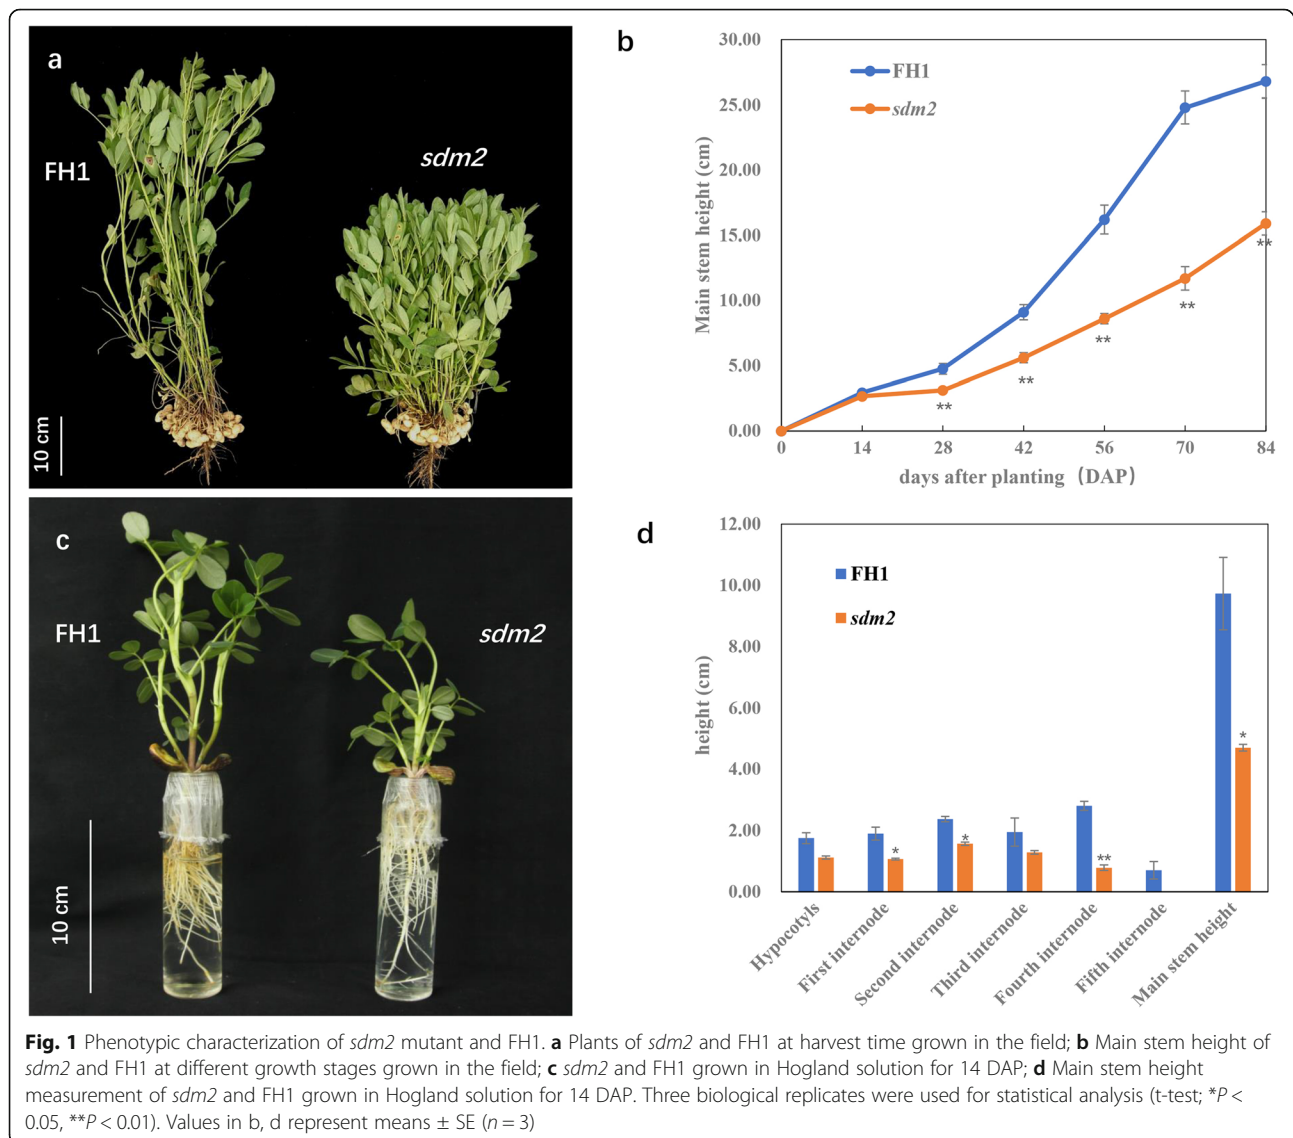 a
FH1
sdm2
10 cm
b
30.00
25.00
20.00
15.00
10.00
5.00
0.00
Main stem height (cm)
FH1
sdm2
**
**
**
**
**
0 14 28 42 56 70 84
days after planting（DAP）
c
FH1
sdm2
10 cm
d
12.00
10.00
8.00
6.00
4.00
2.00
0.00
height (cm)
FH1
sdm2
*
*
**
*
Hypocotyls
First internode
Second internode
Third internode
Fourth internode
Fifth internode
Main stem height
Fig. 1 Phenotypic characterization of sdm2 mutant and FH1. a Plants of sdm2 and FH1 at harvest time grown in the field; b Main stem height of
sdm2 and FH1 at different growth stages grown in the field; c sdm2 and FH1 grown in Hogland solution for 14 DAP; d Main stem height
measurement of sdm2 and FH1 grown in Hogland solution for 14 DAP. Three biological replicates were used for statistical analysis (t-test; *P <
0.05, **P < 0.01). Values in b, d represent means ± SE (n = 3)